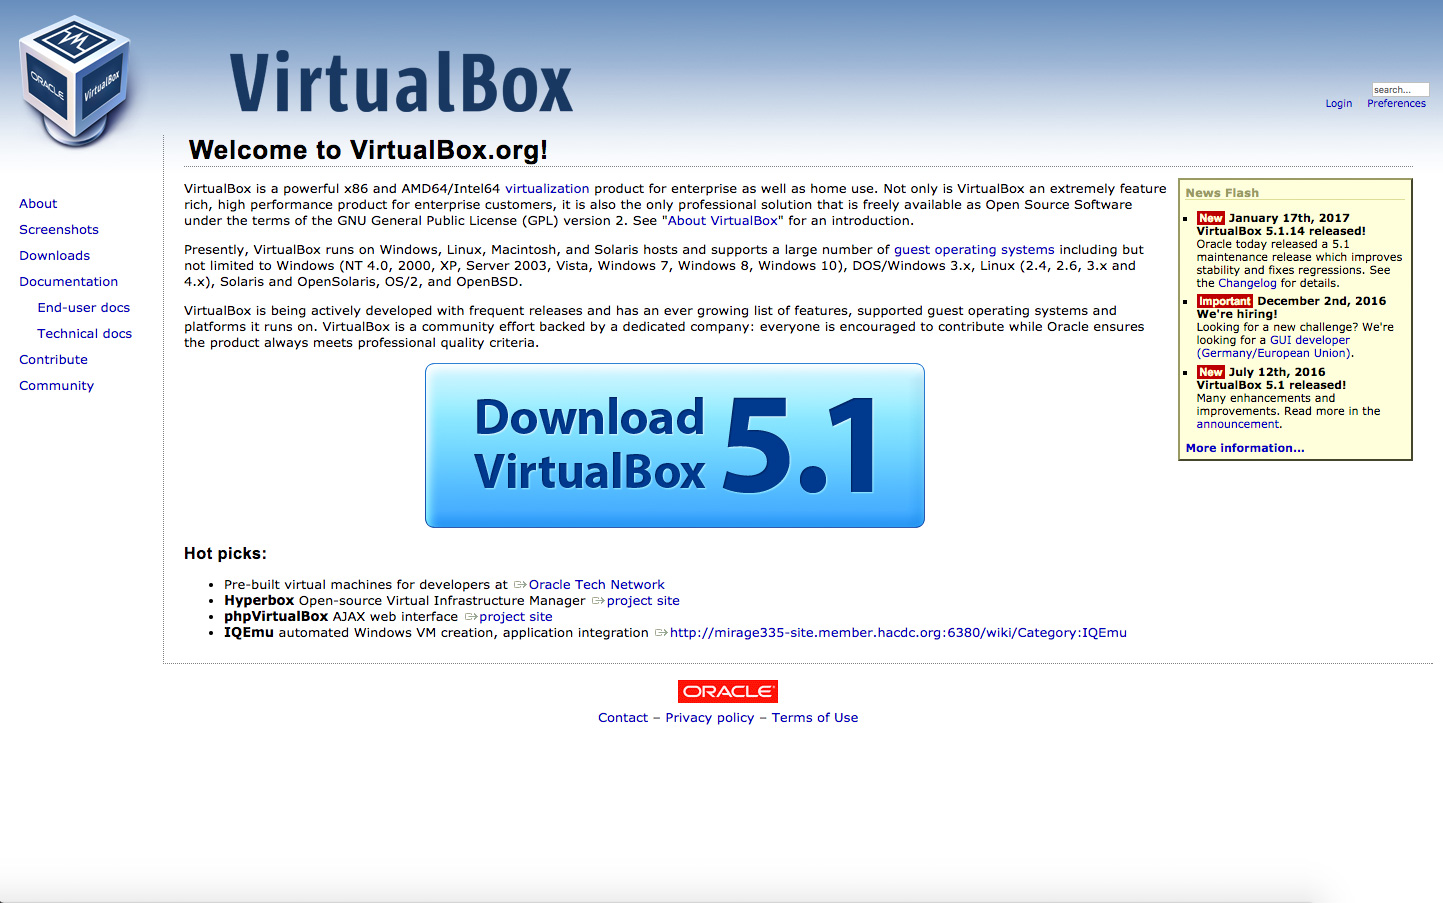 ORACLE
VirtualBox
VirtualBox
search...
Login Preferences
Welcome to VirtualBox.org!
About
Screenshots
Downloads
Documentation
End-user docs
Technical docs
Contribute
Community
VirtualBox is a powerful x86 and AMD64/Intel64 virtualization product for enterprise as well as home use. Not only is VirtualBox an extremely feature
rich, high performance product for enterprise customers, it is also the only professional solution that is freely available as Open Source Software
under the terms of the GNU General Public License (GPL) version 2. See "About VirtualBox" for an introduction.
Presently, VirtualBox runs on Windows, Linux, Macintosh, and Solaris hosts and supports a large number of guest operating systems including but
not limited to Windows (NT 4.0, 2000, XP, Server 2003, Vista, Windows 7, Windows 8, Windows 10), DOS/Windows 3.x, Linux (2.4, 2.6, 3.x and
4.x), Solaris and OpenSolaris, OS/2, and OpenBSD.
VirtualBox is being actively developed with frequent releases and has an ever growing list of features, supported guest operating systems and
platforms it runs on. VirtualBox is a community effort backed by a dedicated company: everyone is encouraged to contribute while Oracle ensures
the product always meets professional quality criteria.
Download
VirtualBox 5.1
Hot picks:
• Pre-built virtual machines for developers at Oracle Tech Network
• Hyperbox Open-source Virtual Infrastructure Manager project site
• phpVirtualBox AJAX web interface project site
• IQEmu automated Windows VM creation, application integration http://mirage335-site.member.hacdc.org:6380/wiki/Category:IQEmu
News Flash
New January 17th, 2017
VirtualBox 5.1.14 released!
Oracle today released a 5.1
maintenance release which improves
stability and fixes regressions. See
the Changelog for details.
Important December 2nd, 2016
We're hiring!
Looking for a new challenge? We're
looking for a GUI developer
(Germany/European Union).
New July 12th, 2016
VirtualBox 5.1 released!
Many enhancements and
improvements. Read more in the
announcement.
More information...
ORACLE
Contact – Privacy policy – Terms of Use